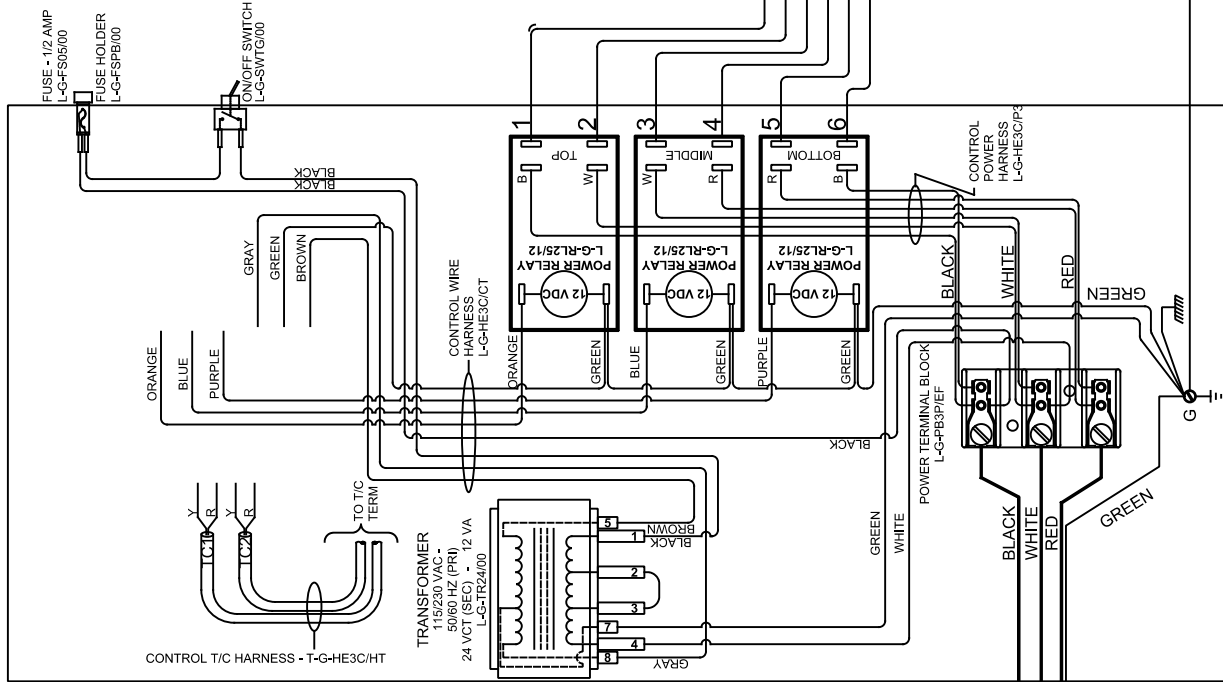 FUSE - 1/2 AMP
L-G-FS05/00
FUSE HOLDER
L-G-FSPB/00
ON/OFF SWITCH
L-G-SWTG/00
BLACK
BLACK
GRAY
GREEN
BROWN
ORANGE
BLUE
PURPLE
CONTROL WIRE
HARNESS
L-G-HE3C/CT
1
2
3
4
5
6
TOP
MIDDLE
BOTTOM
B
W
W
R
R
B
POWER RELAY
L-G-RL25/12
POWER RELAY
L-G-RL25/12
POWER RELAY
L-G-RL25/12
12 VDC
12 VDC
12 VDC
ORANGE
GREEN
BLUE
GREEN
PURPLE
GREEN
CONTROL
POWER
HARNESS
L-G-HE3C/P3
BLACK
WHITE
RED
GREEN
BLACK
POWER TERMINAL BLOCK
L-G-PB3P/EF
G
Y
R
Y
R
TC1
TC2
TO T/C
TERM
CONTROL T/C HARNESS - T-G-HE3C/HT
TRANSFORMER
115/230 VAC -
50/60 HZ (PRI)
24 VCT (SEC) - 12 VA
L-G-TR24/00
5
1
2
3
7
4
8
BROWN
BLACK
GRAY
GREEN
WHITE
BLACK
WHITE
RED
GREEN